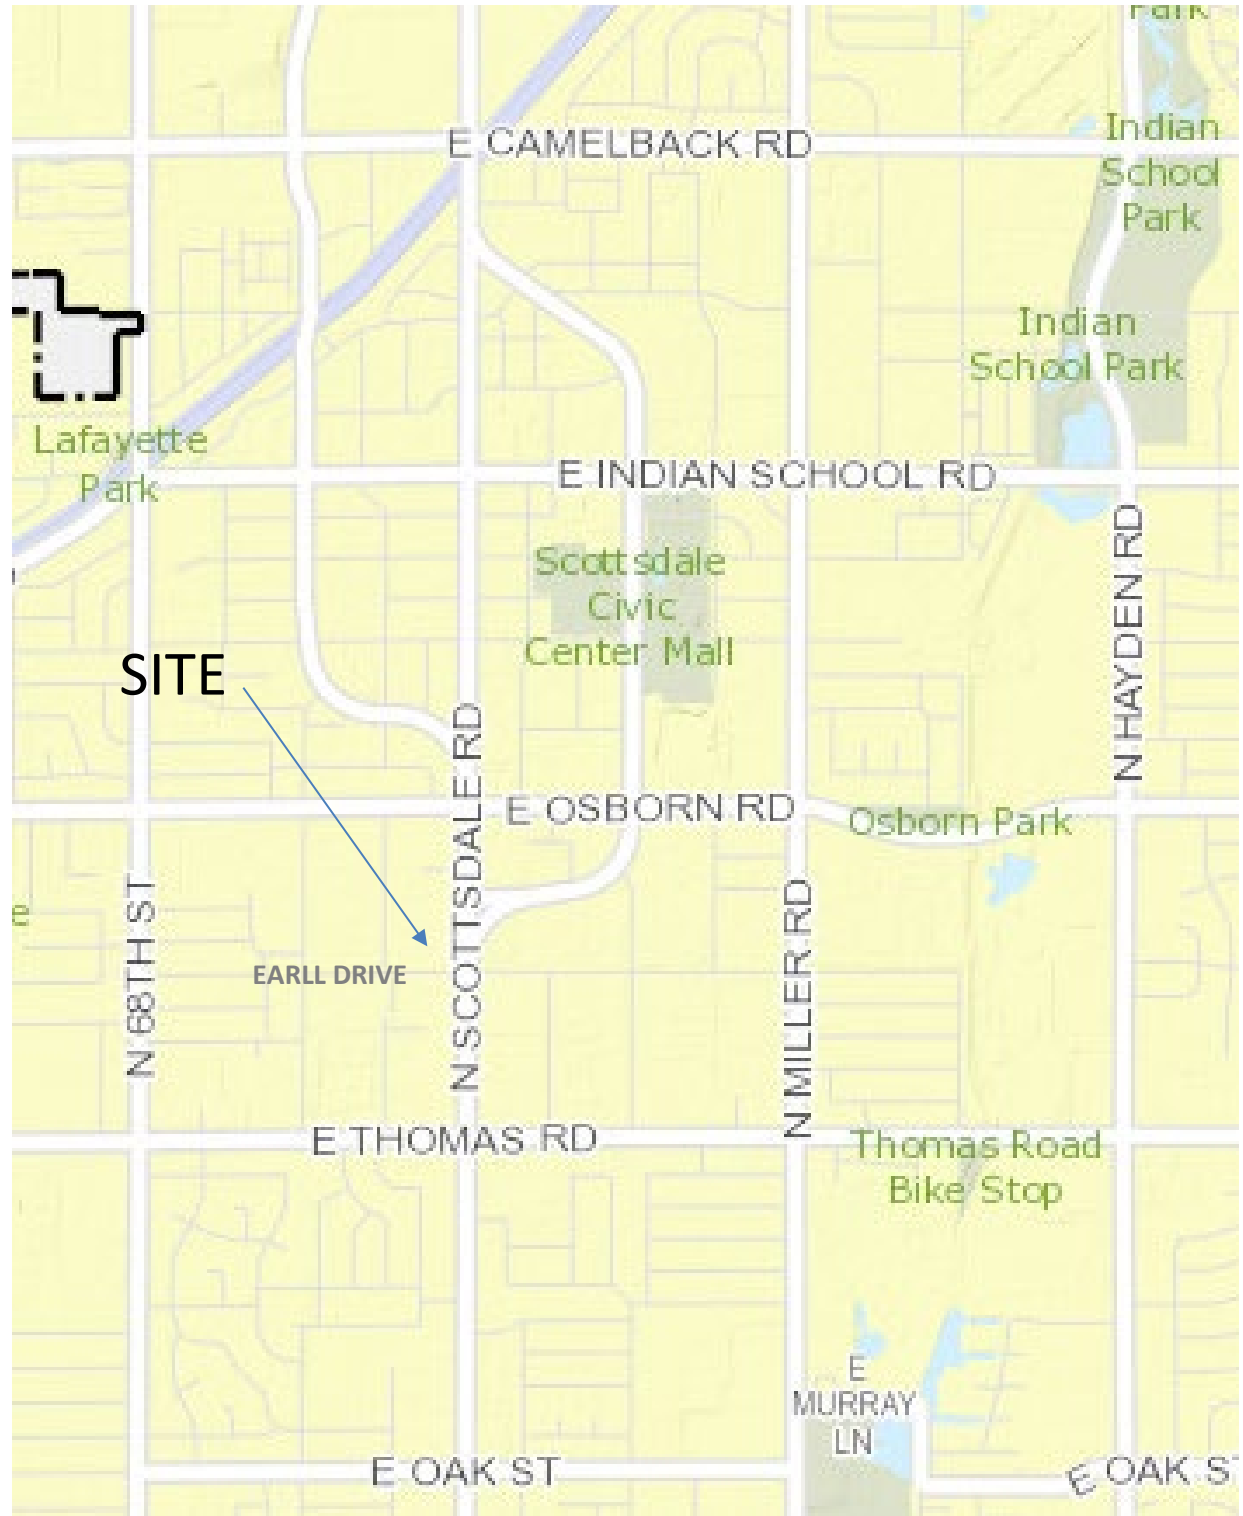 Park
E CAMELBACK RD
Indian
School
Park
Indian
School Park
Lafayette
Park
E INDIAN SCHOOL RD
Scottsdale
Civic
Center Mall
N HAYDEN RD
SITE
N SCOTTSDALE RD
E OSBORN RD
Osborn Park
N 68TH ST
N MILLER RD
e
EARLL DRIVE
E THOMAS RD
Thomas Road
Bike Stop
E
MURRAY
LN
E OAK ST
E OAK ST